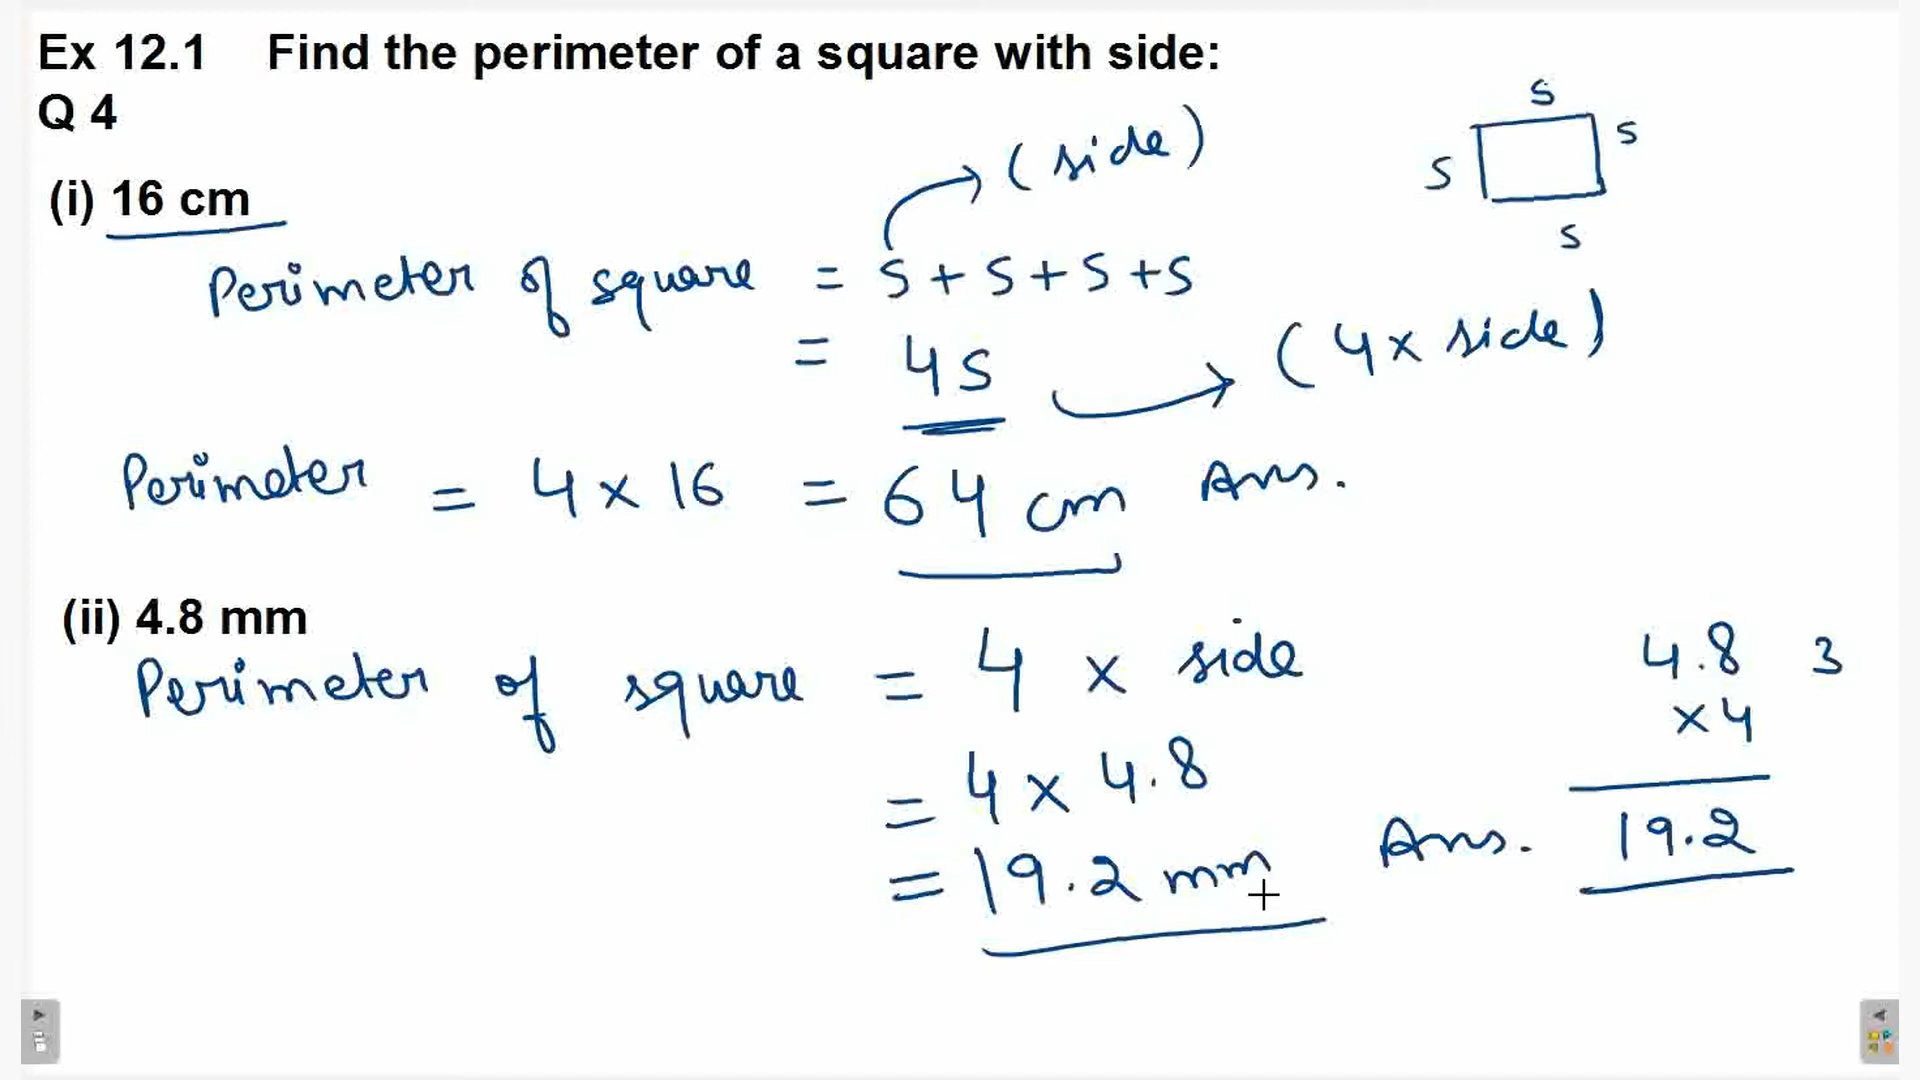 Ex 12.1 Find the perimeter of a square with side:
Q 4
s
s
s
s
(side)
(i) 16 cm
Perimeter of square = s + s + s + s
= 4s
(4 x side)
Perimeter = 4 x 16 = 64 cm Ans.
(ii) 4.8 mm
Perimeter of square = 4 x side
= 4 x 4.8
= 19.2 mm Ans.
4.8 3
x 4
19.2